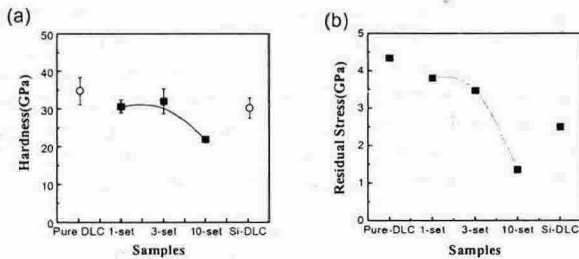 (a)
50
40
30
20
10
0
Hardness(GPa)
Pure DLC 1-set 3-set 10-set Si-DLC
Samples
(b)
5
4
3
2
1
0
Residual Stress(GPa)
Pure-DLC 1-set 3-set 10-set Si-DLC
Samples